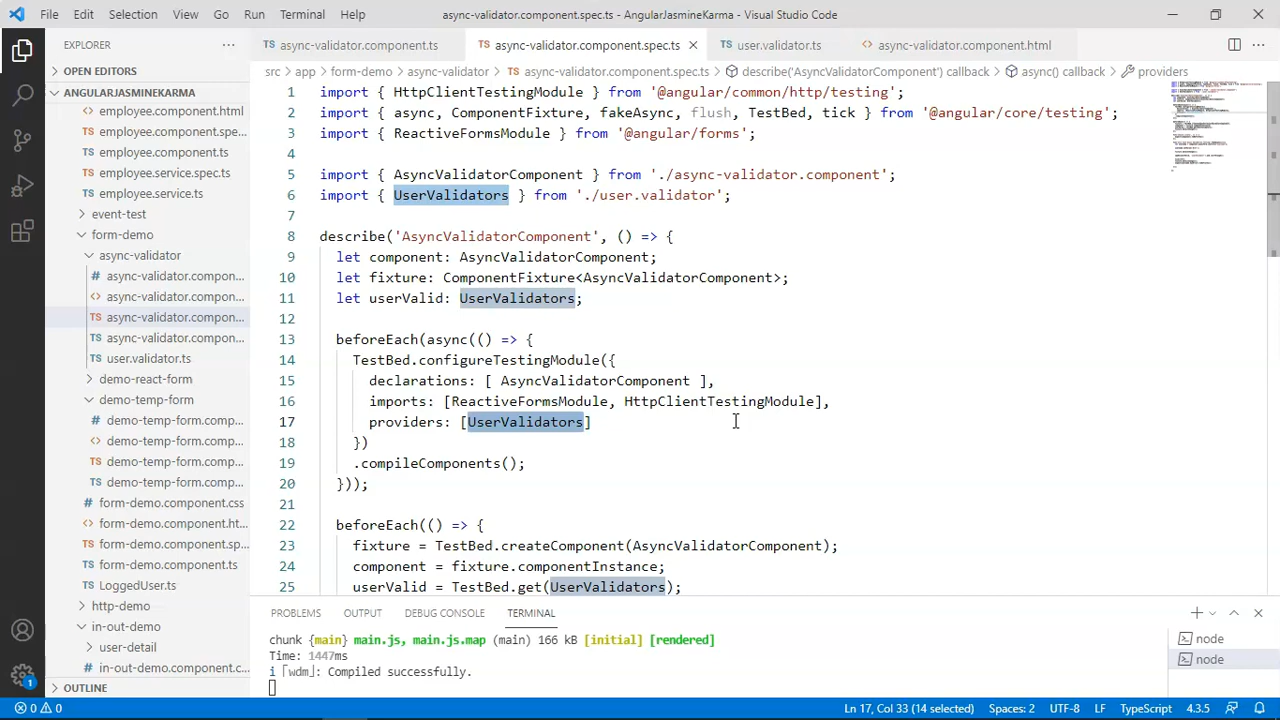 File Edit Selection View Go Run Terminal Help async-validator.component.spec.ts - AngularJasmineKarma - Visual Studio Code
EXPLORER
async-validator.component.ts async-validator.component.spec.ts user.validator.ts async-validator.component.html
src > app > form-demo > async-validator > async-validator.component.spec.ts > describe('AsyncValidatorComponent') callback > async() callback > providers
OPEN EDITORS
ANGULARJASMINEKARMA
employee.component.html
employee.component.spe...
employee.component.ts
employee.service.spec.ts
employee.service.ts
event-test
form-demo
async-validator
async-validator.compon...
async-validator.compon...
async-validator.compon...
async-validator.compon...
user.validator.ts
demo-react-form
demo-temp-form
demo-temp-form.comp...
demo-temp-form.comp...
demo-temp-form.comp...
demo-temp-form.comp...
form-demo.component.css
form-demo.component.ht...
form-demo.component.sp...
form-demo.component.ts
LoggedUser.ts
http-demo
in-out-demo
user-detail
in-out-demo.component.c...
OUTLINE
1 import { HttpClientTestingModule } from '@angular/common/http/testing';
2 import { async, ComponentFixture, fakeAsync, flush, TestBed, tick } from '@angular/core/testing';
3 import { ReactiveFormsModule } from '@angular/forms';
4
5 import { AsyncValidatorComponent } from './async-validator.component';
6 import { UserValidators } from './user.validator';
7
8 describe('AsyncValidatorComponent', () => {
9 let component: AsyncValidatorComponent;
10 let fixture: ComponentFixture<AsyncValidatorComponent>;
11 let userValid: UserValidators;
12
13 beforeEach(async(() => {
14 TestBed.configureTestingModule({
15 declarations: [ AsyncValidatorComponent ],
16 imports: [ReactiveFormsModule, HttpClientTestingModule],
17 providers: [UserValidators]
18 })
19 .compileComponents();
20 }));
21
22 beforeEach(() => {
23 fixture = TestBed.createComponent(AsyncValidatorComponent);
24 component = fixture.componentInstance;
25 userValid = TestBed.get(UserValidators);
PROBLEMS OUTPUT DEBUG CONSOLE TERMINAL
chunk {main} main.js, main.js.map (main) 166 kB [initial] [rendered]
Time: 1447ms
i ｢wdm｣: Compiled successfully.
node
node
1
0 0 Ln 17, Col 33 (14 selected) Spaces: 2 UTF-8 LF TypeScript 4.3.5